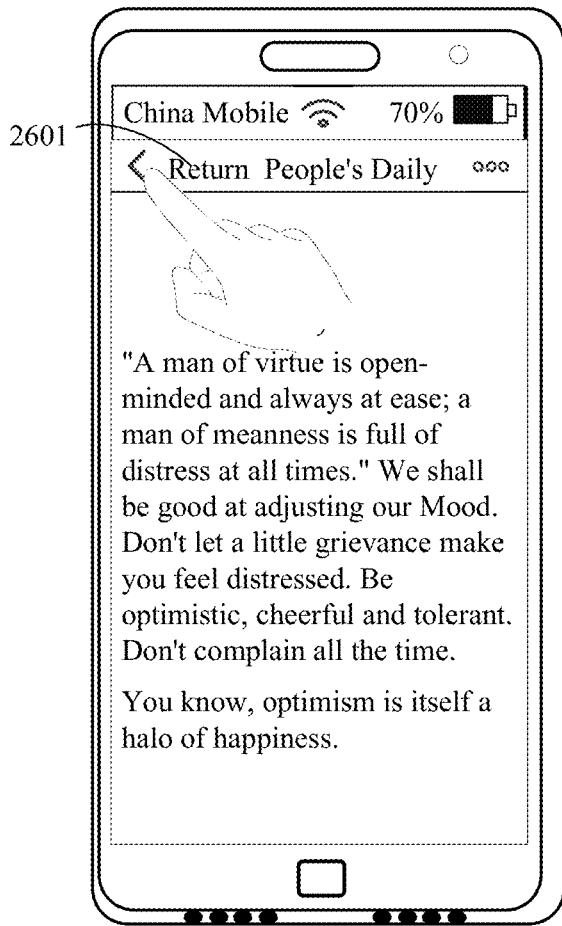 China Mobile 70%
2601
Return People's Daily
"A man of virtue is open-
minded and always at ease; a
man of meanness is full of
distress at all times." We shall
be good at adjusting our Mood.
Don't let a little grievance make
you feel distressed. Be
optimistic, cheerful and tolerant.
Don't complain all the time.
You know, optimism is itself a
halo of happiness.